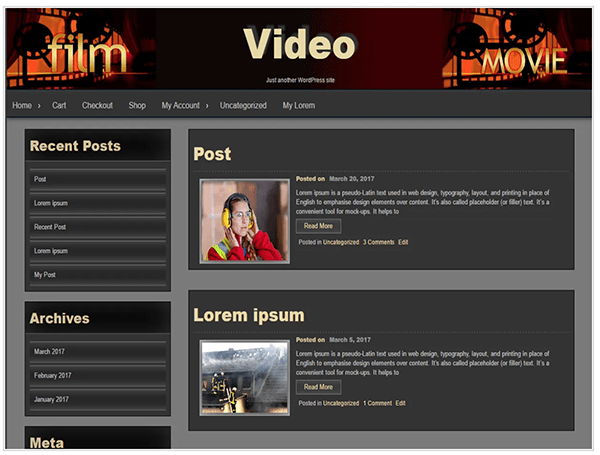 film
Video
MOVIE
Just another WordPress site
Home › Cart Checkout Shop My Account › Uncategorized My Lorem
Recent Posts
Post
Lorem ipsum
Recent Post
Lorem ipsum
My Post
Archives
March 2017
February 2017
January 2017
Meta
Post
Posted on March 20, 2017
Lorem ipsum is a pseudo-Latin text used in web design, typography, layout, and printing in place of
English to emphasise design elements over content. It's also called placeholder (or filler) text. It's a
convenient tool for mock-ups. It helps to
Read More
Posted in Uncategorized 3 Comments Edit
Lorem ipsum
Posted on March 5, 2017
Lorem ipsum is a pseudo-Latin text used in web design, typography, layout, and printing in place of
English to emphasise design elements over content. It's also called placeholder (or filler) text. It's a
convenient tool for mock-ups. It helps to
Read More
Posted in Uncategorized 1 Comment Edit